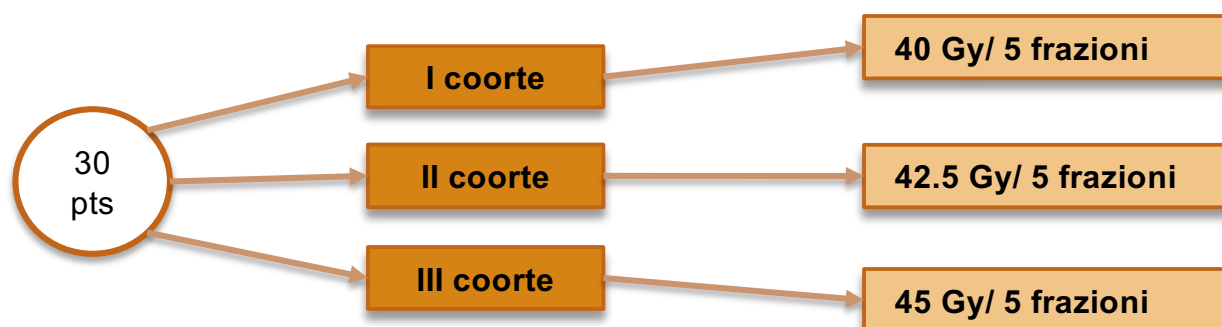 30
pts
I coorte
40 Gy/ 5 frazioni
II coorte
42.5 Gy/ 5 frazioni
III coorte
45 Gy/ 5 frazioni